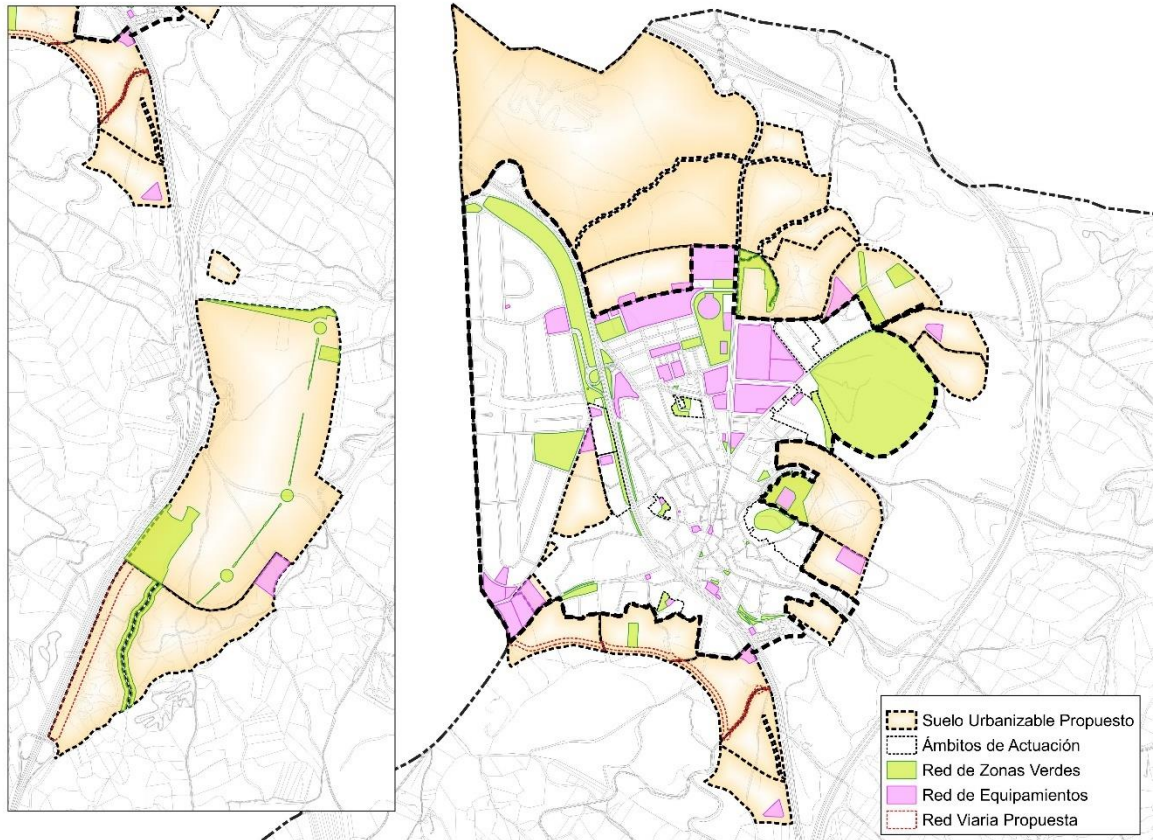 Suelo Urbanizable Propuesto
Ámbitos de Actuación
Red de Zonas Verdes
Red de Equipamientos
Red Viaria Propuesta